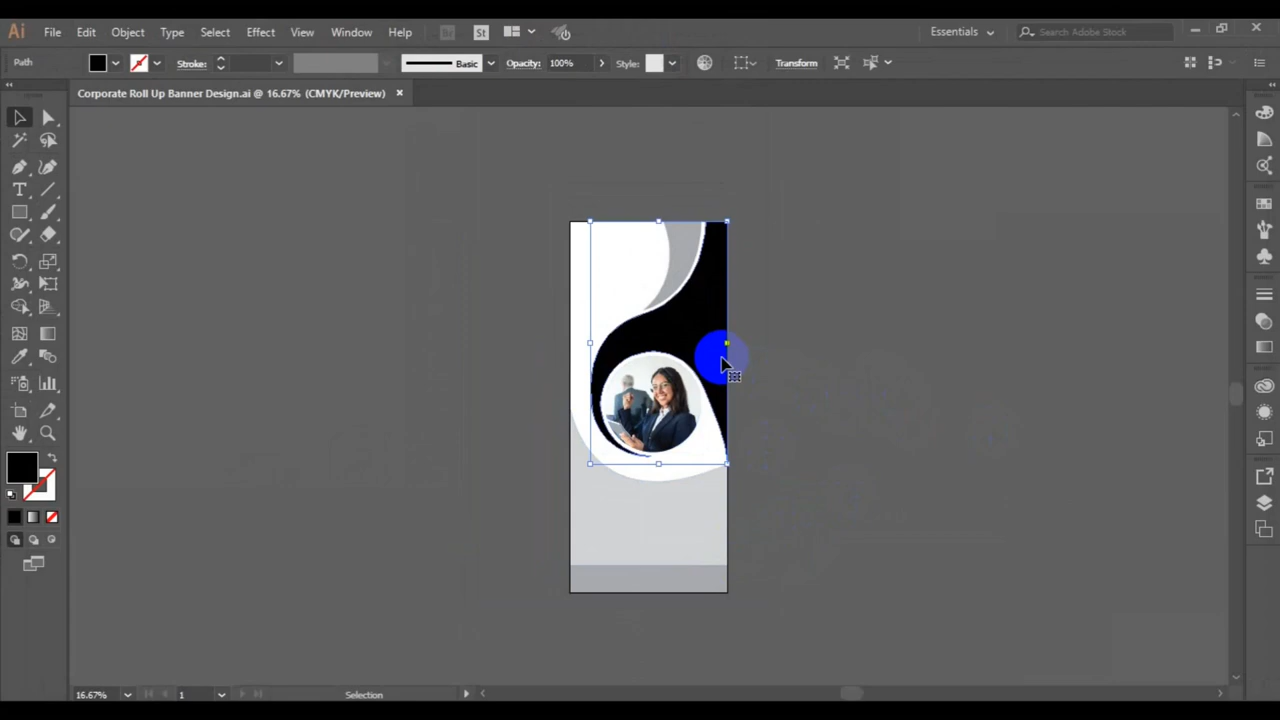 Ai File Edit Object Type Select Effect View Window Help Br St Essentials Search Adobe Stock
Path Stroke: Basic Opacity: 100% Style: Transform
Corporate Roll Up Banner Design.ai @ 16.67% (CMYK/Preview) ×
T
16.67% 1 Selection